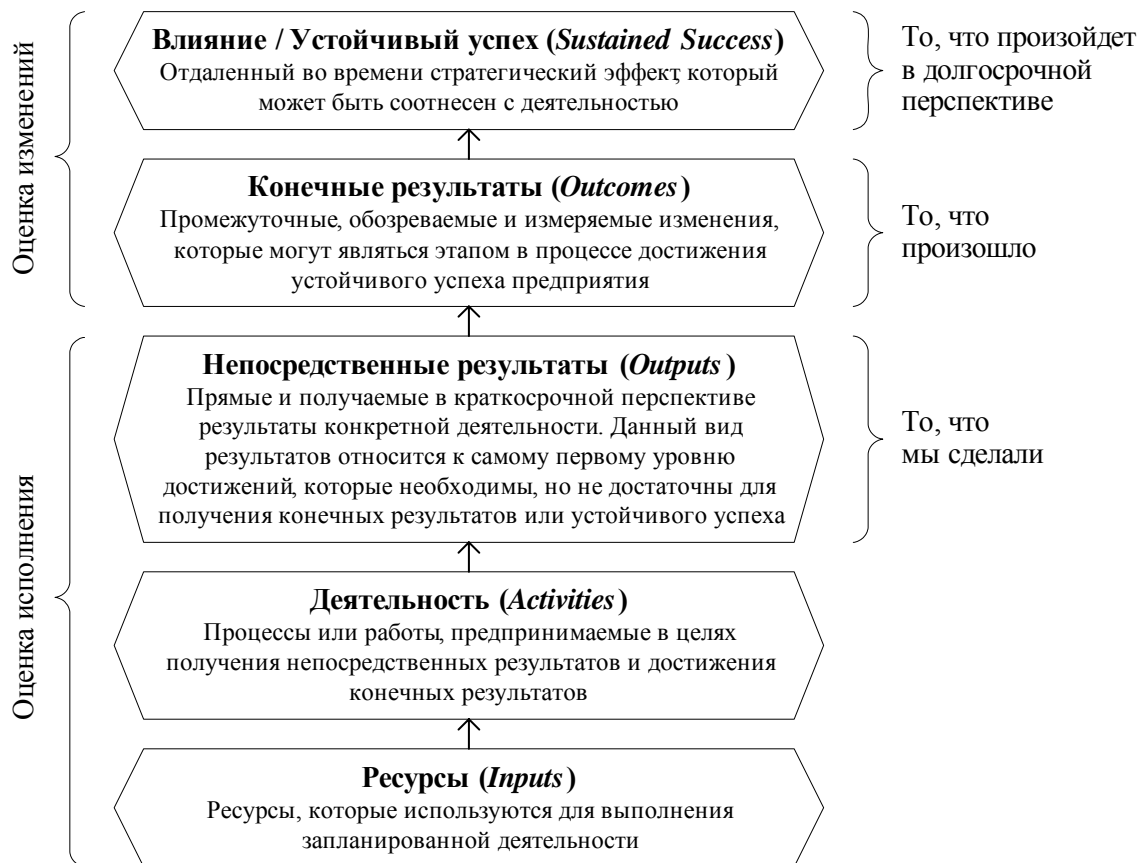 Оценка изменений
Влияние / Устойчивый успех (Sustained Success)
Отдаленный во времени стратегический эффект, который
может быть соотнесен с деятельностью
То, что произойдет
в долгосрочной
перспективе
Конечные результаты (Outcomes)
Промежуточные, обозреваемые и измеряемые изменения,
которые могут являться этапом в процессе достижения
устойчивого успеха предприятия
То, что
произошло
Оценка исполнения
Непосредственные результаты (Outputs)
Прямые и получаемые в краткосрочной перспективе
результаты конкретной деятельности. Данный вид
результатов относится к самому первому уровню
достижений, которые необходимы, но не достаточны для
получения конечных результатов или устойчивого успеха
То, что
мы сделали
Деятельность (Activities)
Процессы или работы, предпринимаемые в целях
получения непосредственных результатов и достижения
конечных результатов
Ресурсы (Inputs)
Ресурсы, которые используются для выполнения
запланированной деятельности